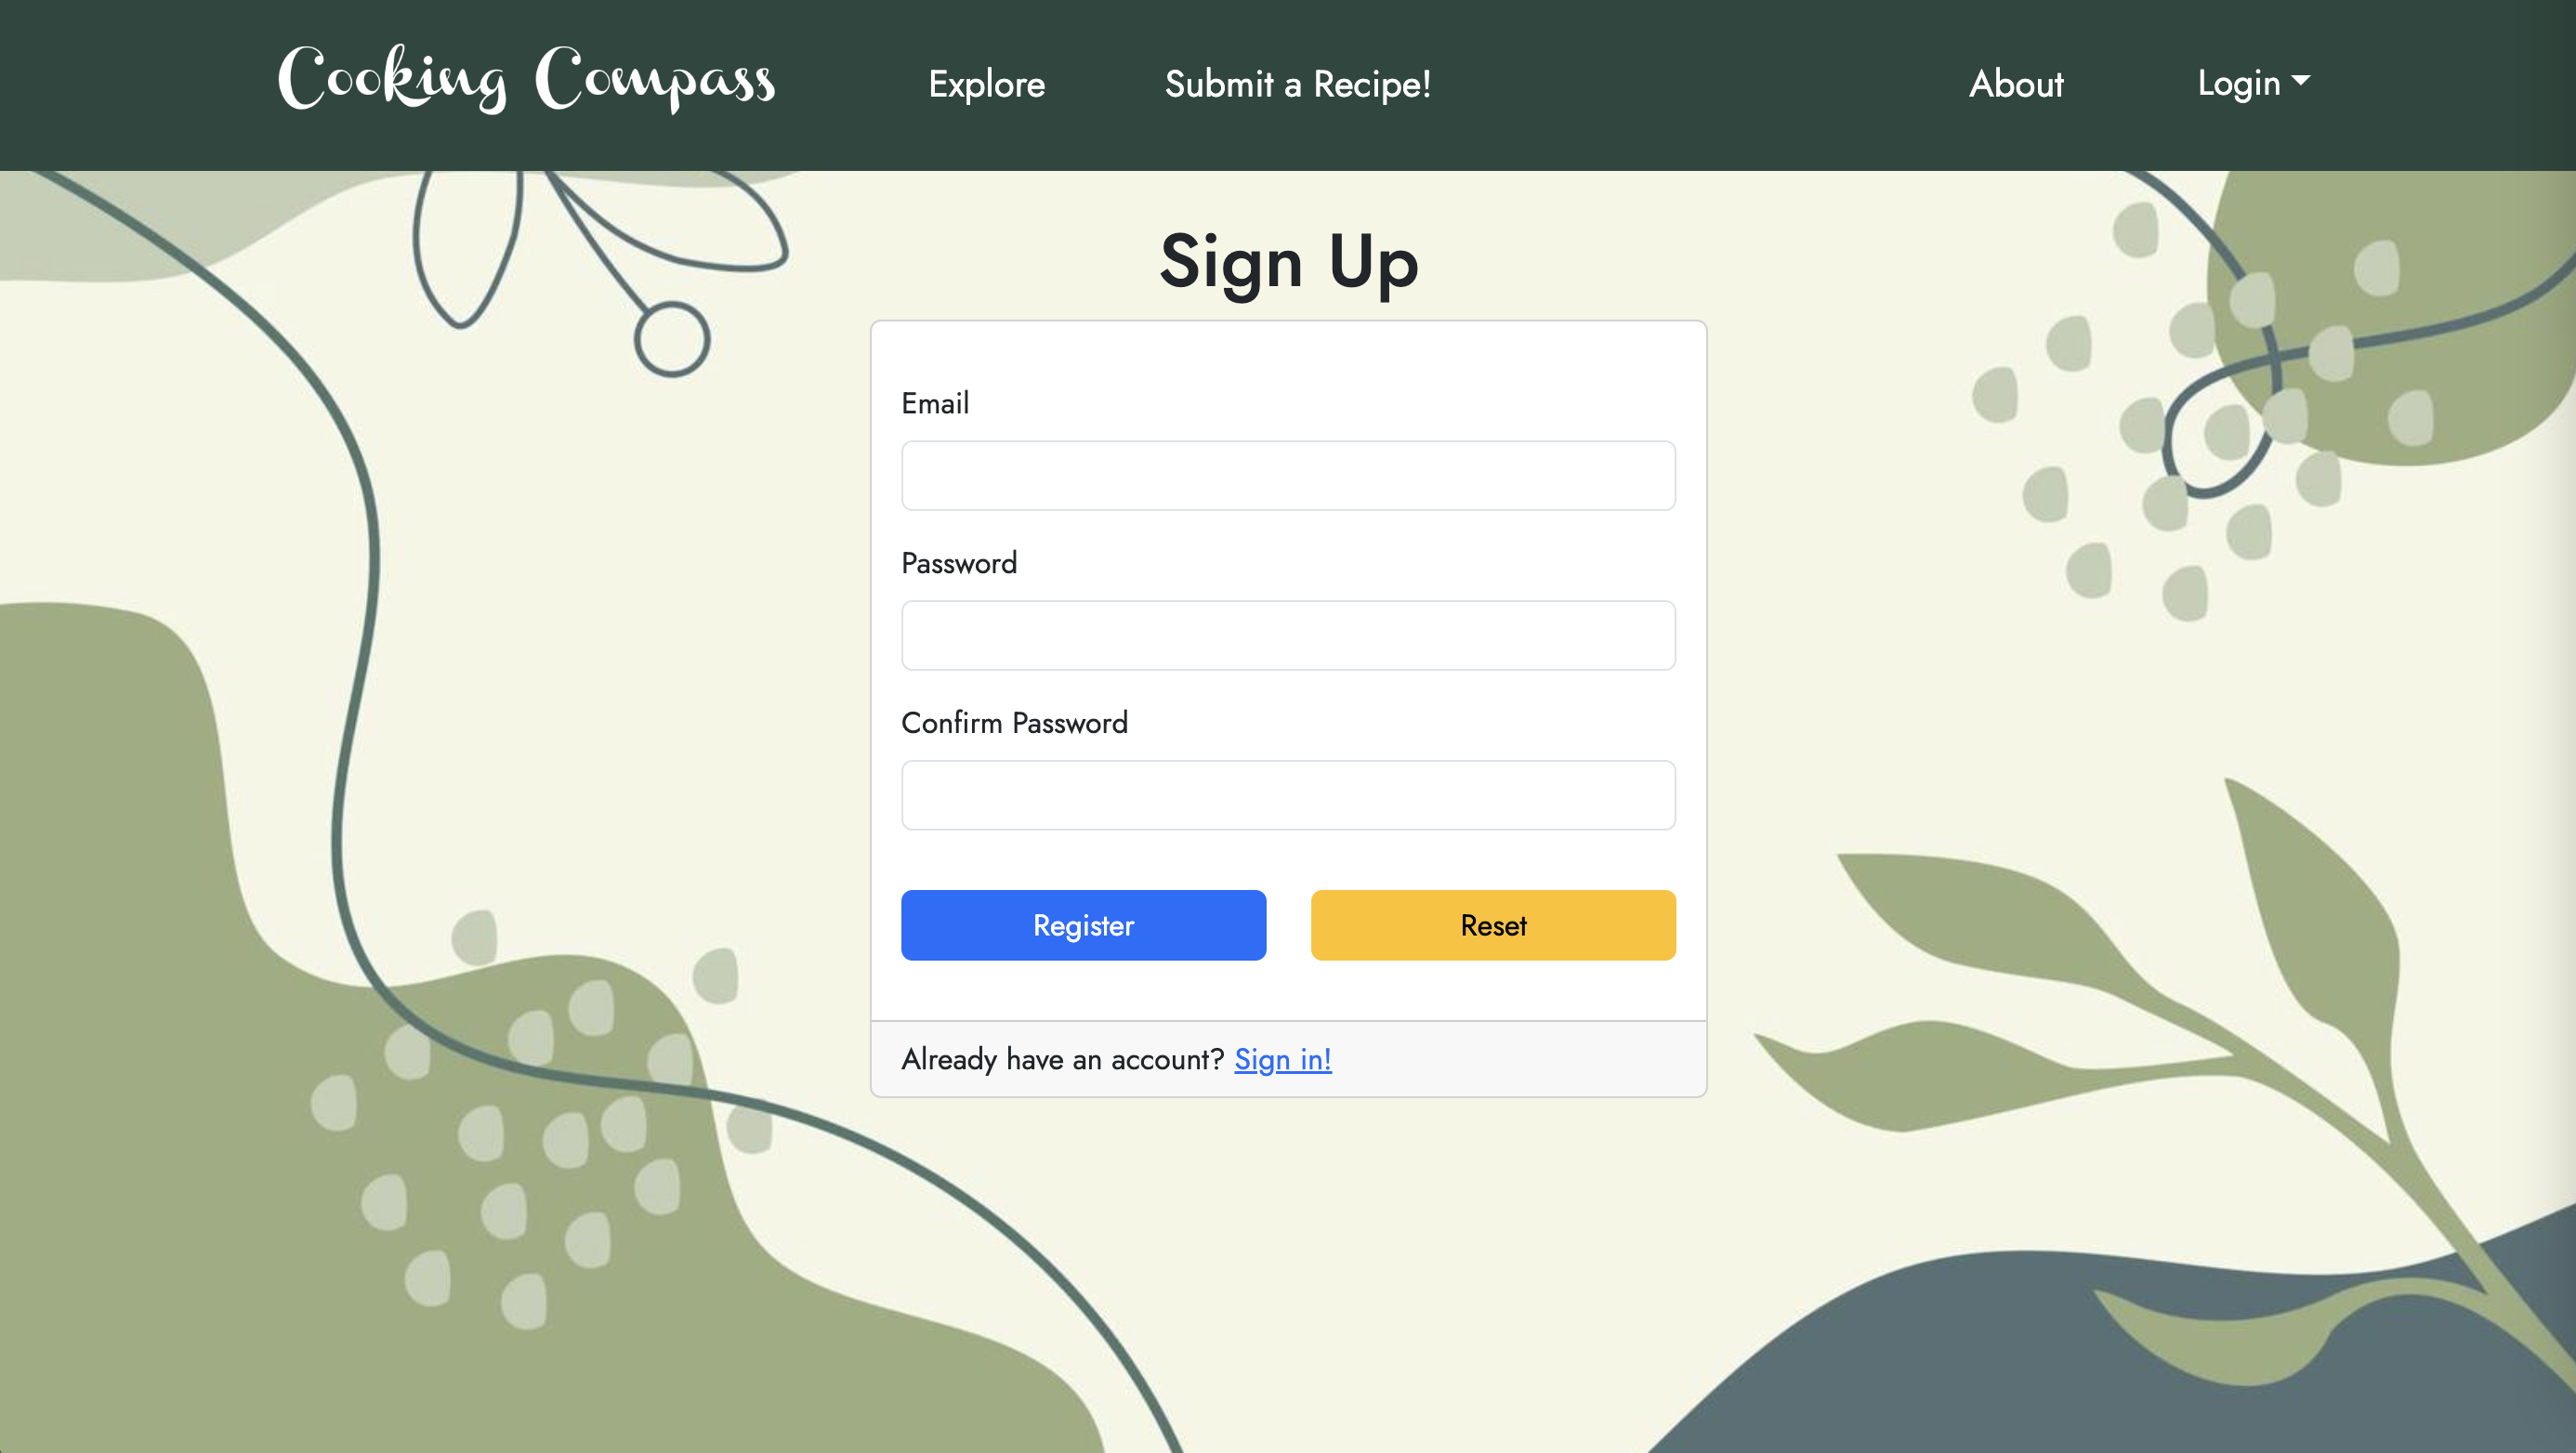 Cooking Compass Explore Submit a Recipe! About Login
Sign Up
Email
Password
Confirm Password
Register Reset
Already have an account? Sign in!